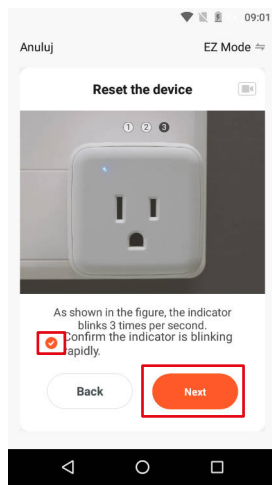 09:01
Anuluj
EZ Mode
Reset the device
1 2 3
As shown in the figure, the indicator
blinks 3 times per second.
Confirm the indicator is blinking
rapidly.
Back
Next